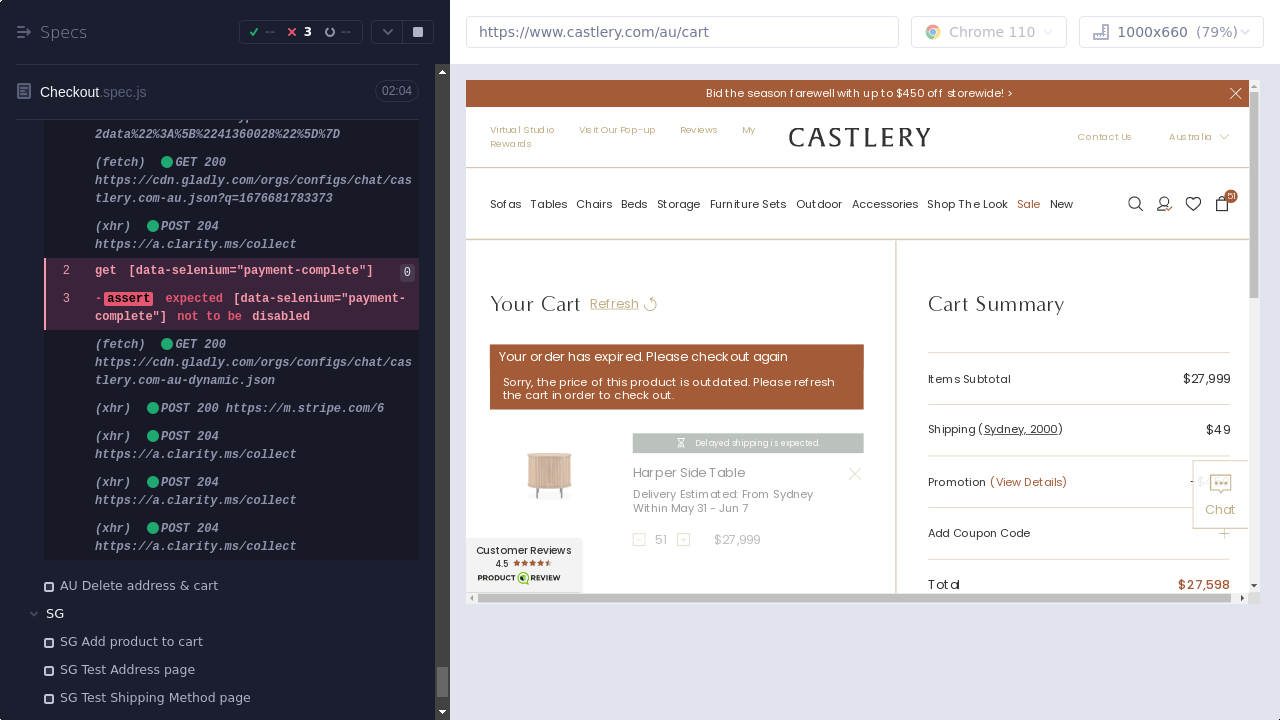 Specs
--
3
--
https://www.castlery.com/au/cart
Chrome 110
1000x660 (79%)
Checkout.spec.js
02:04
2data%22%3A%5B%2241360028%22%5D%7D
(fetch) GET 200
https://cdn.gladly.com/orgs/configs/chat/cas
tlery.com-au.json?q=1676681783373
(xhr) POST 204
https://a.clarity.ms/collect
2 get [data-selenium="payment-complete"] 0
3 -assert expected [data-selenium="payment-
complete"] not to be disabled
(fetch) GET 200
https://cdn.gladly.com/orgs/configs/chat/cas
tlery.com-au-dynamic.json
(xhr) POST 200 https://m.stripe.com/6
(xhr) POST 204
https://a.clarity.ms/collect
(xhr) POST 204
https://a.clarity.ms/collect
(xhr) POST 204
https://a.clarity.ms/collect
AU Delete address & cart
SG
SG Add product to cart
SG Test Address page
SG Test Shipping Method page
Bid the season farewell with up to $450 off storewide! >
Virtual Studio Visit Our Pop-up Reviews My
Rewards
CASTLERY
Contact Us Australia
Sofas Tables Chairs Beds Storage Furniture Sets Outdoor Accessories Shop The Look Sale New
51
Your Cart Refresh
Your order has expired. Please checkout again
Sorry, the price of this product is outdated. Please refresh
the cart in order to check out.
Delayed shipping is expected.
Harper Side Table
Delivery Estimated: From Sydney
Within May 31 - Jun 7
- 51 + $27,999
Customer Reviews
4.5
PRODUCT REVIEW
Cart Summary
Items Subtotal $27,999
Shipping (Sydney, 2000) $49
Promotion (View Details)
Chat
Add Coupon Code
Total $27,598